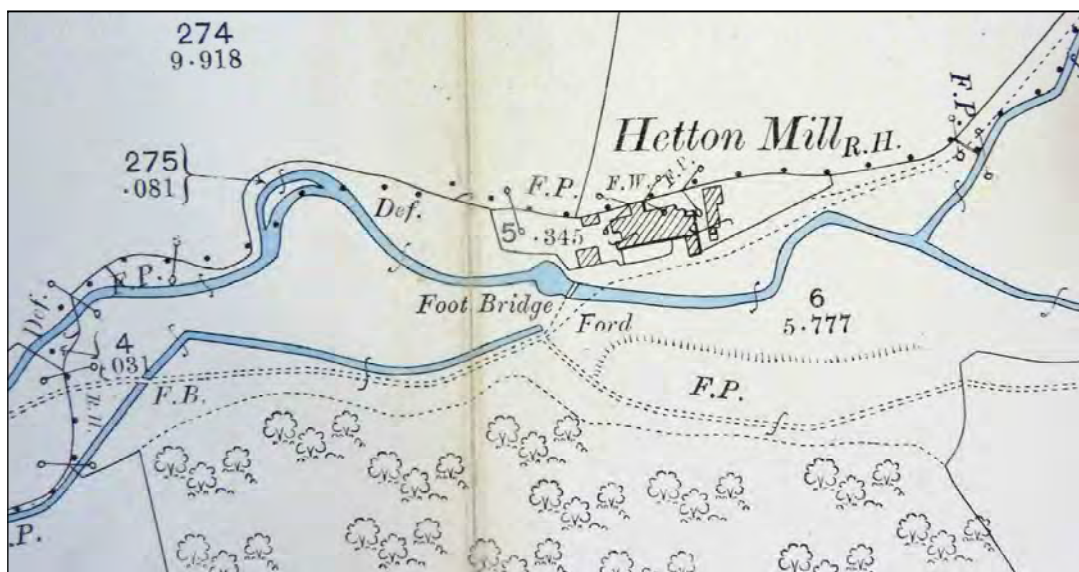 274
9·918
Hetton Mill
R.H.
F.P.
275
·081
F.P.
F.W.
F.P.
Def.
5
·345
F.P.
Foot Bridge
Ford
6
5·777
Def.
4
·031
F.B.
F.P.
R.H.
F.P.